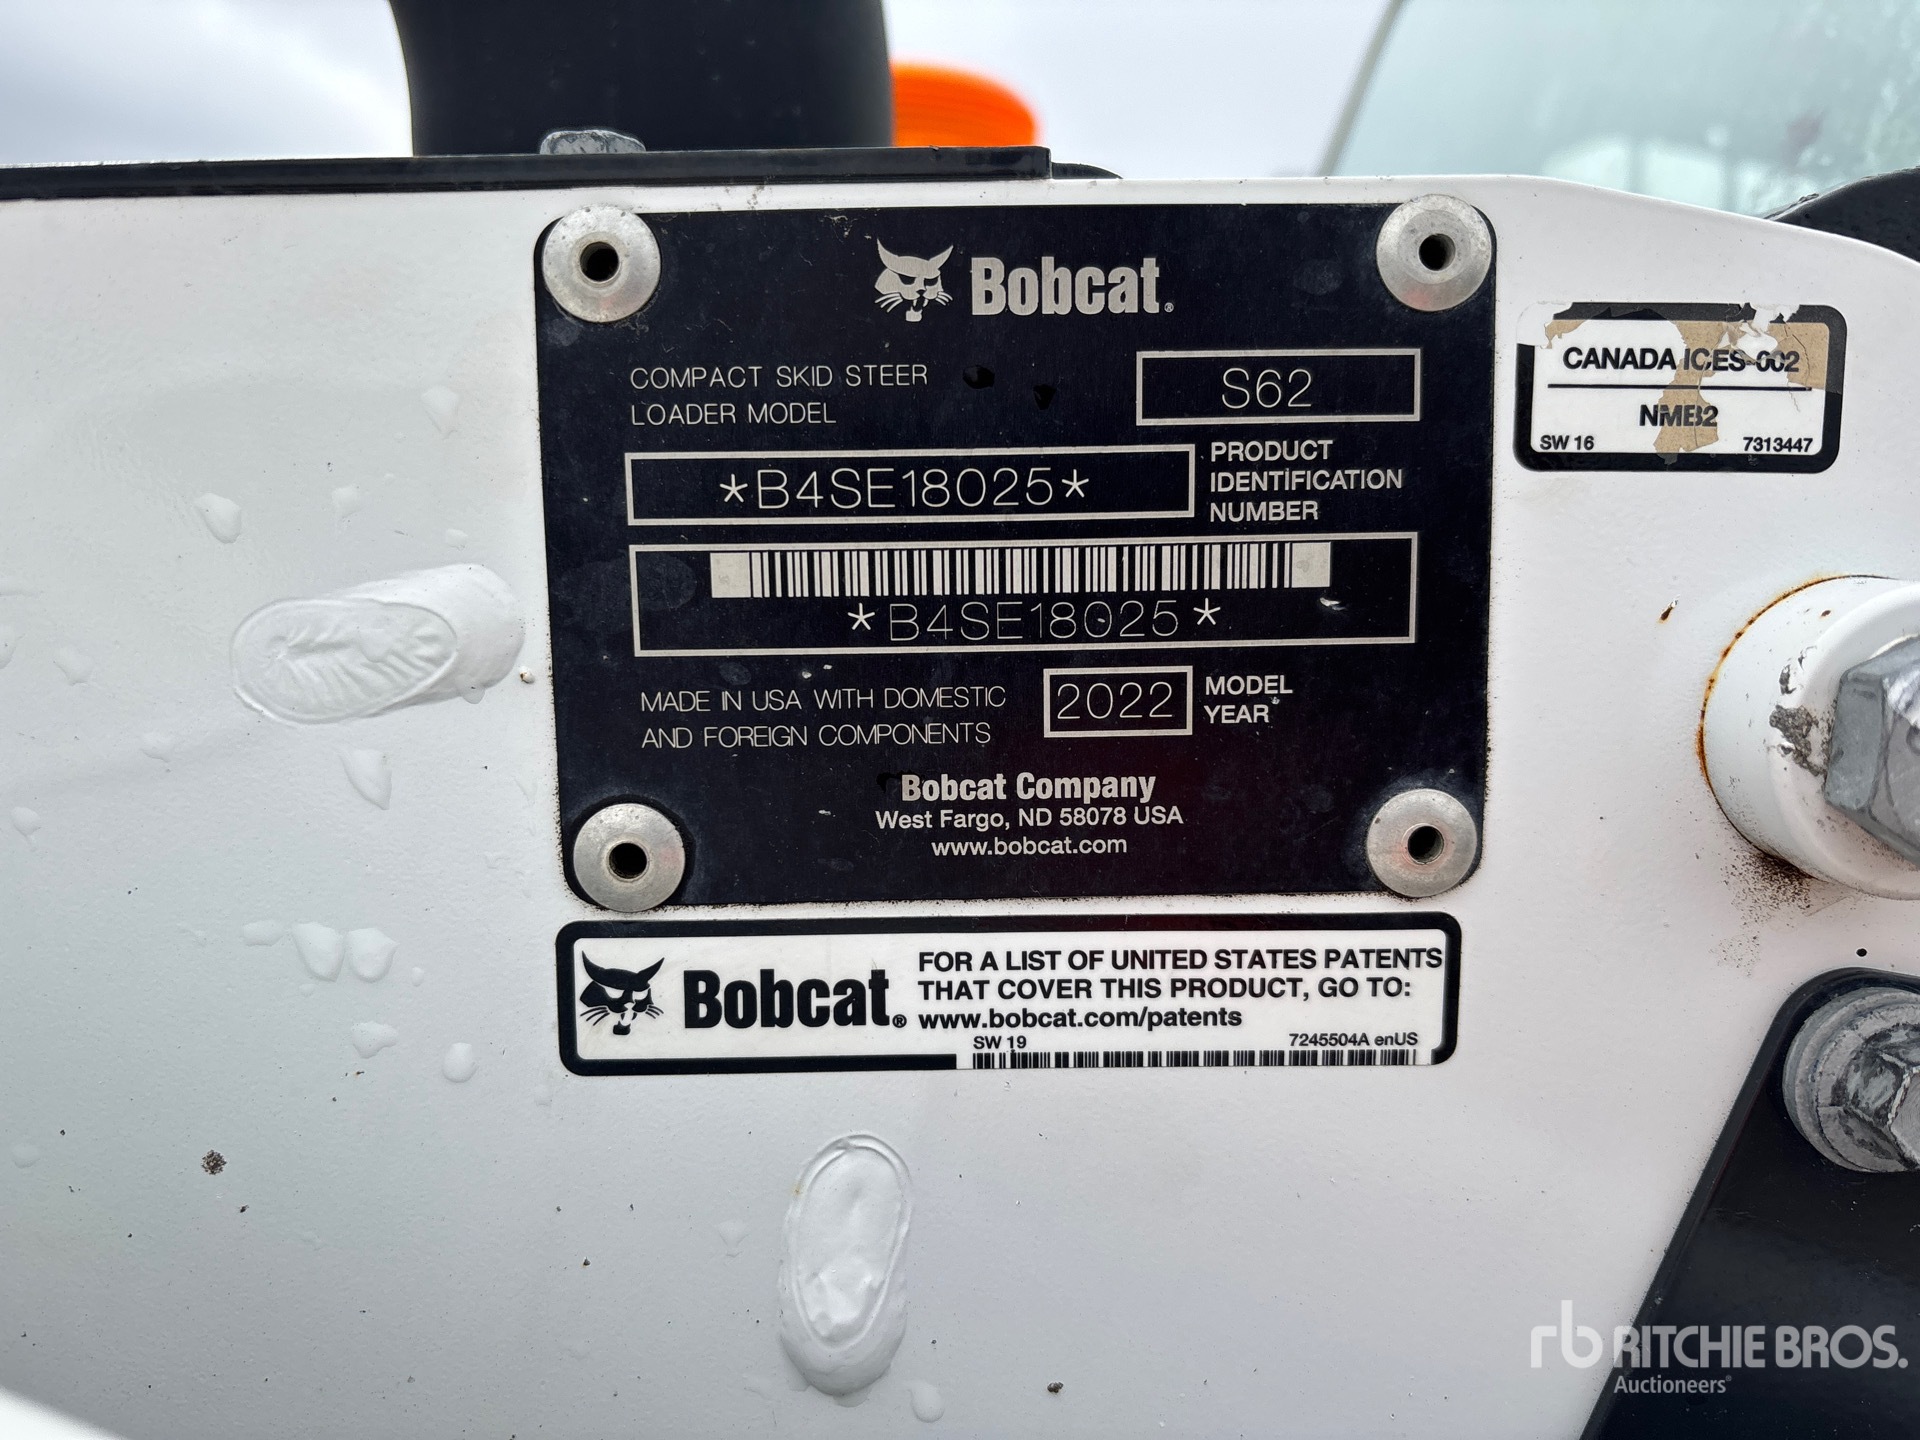 Bobcat®
COMPACT SKID STEER
LOADER MODEL
S62
*B4SE18025*
PRODUCT
IDENTIFICATION
NUMBER
*B4SE18025*
MADE IN USA WITH DOMESTIC
AND FOREIGN COMPONENTS
2022
MODEL
YEAR
Bobcat Company
West Fargo, ND 58078 USA
www.bobcat.com
CANADA ICES-002
NMB2
SW 16 7313447
Bobcat®
FOR A LIST OF UNITED STATES PATENTS
THAT COVER THIS PRODUCT, GO TO:
www.bobcat.com/patents
SW 19 7245504A enUS
rb RITCHIE BROS.
Auctioneers®